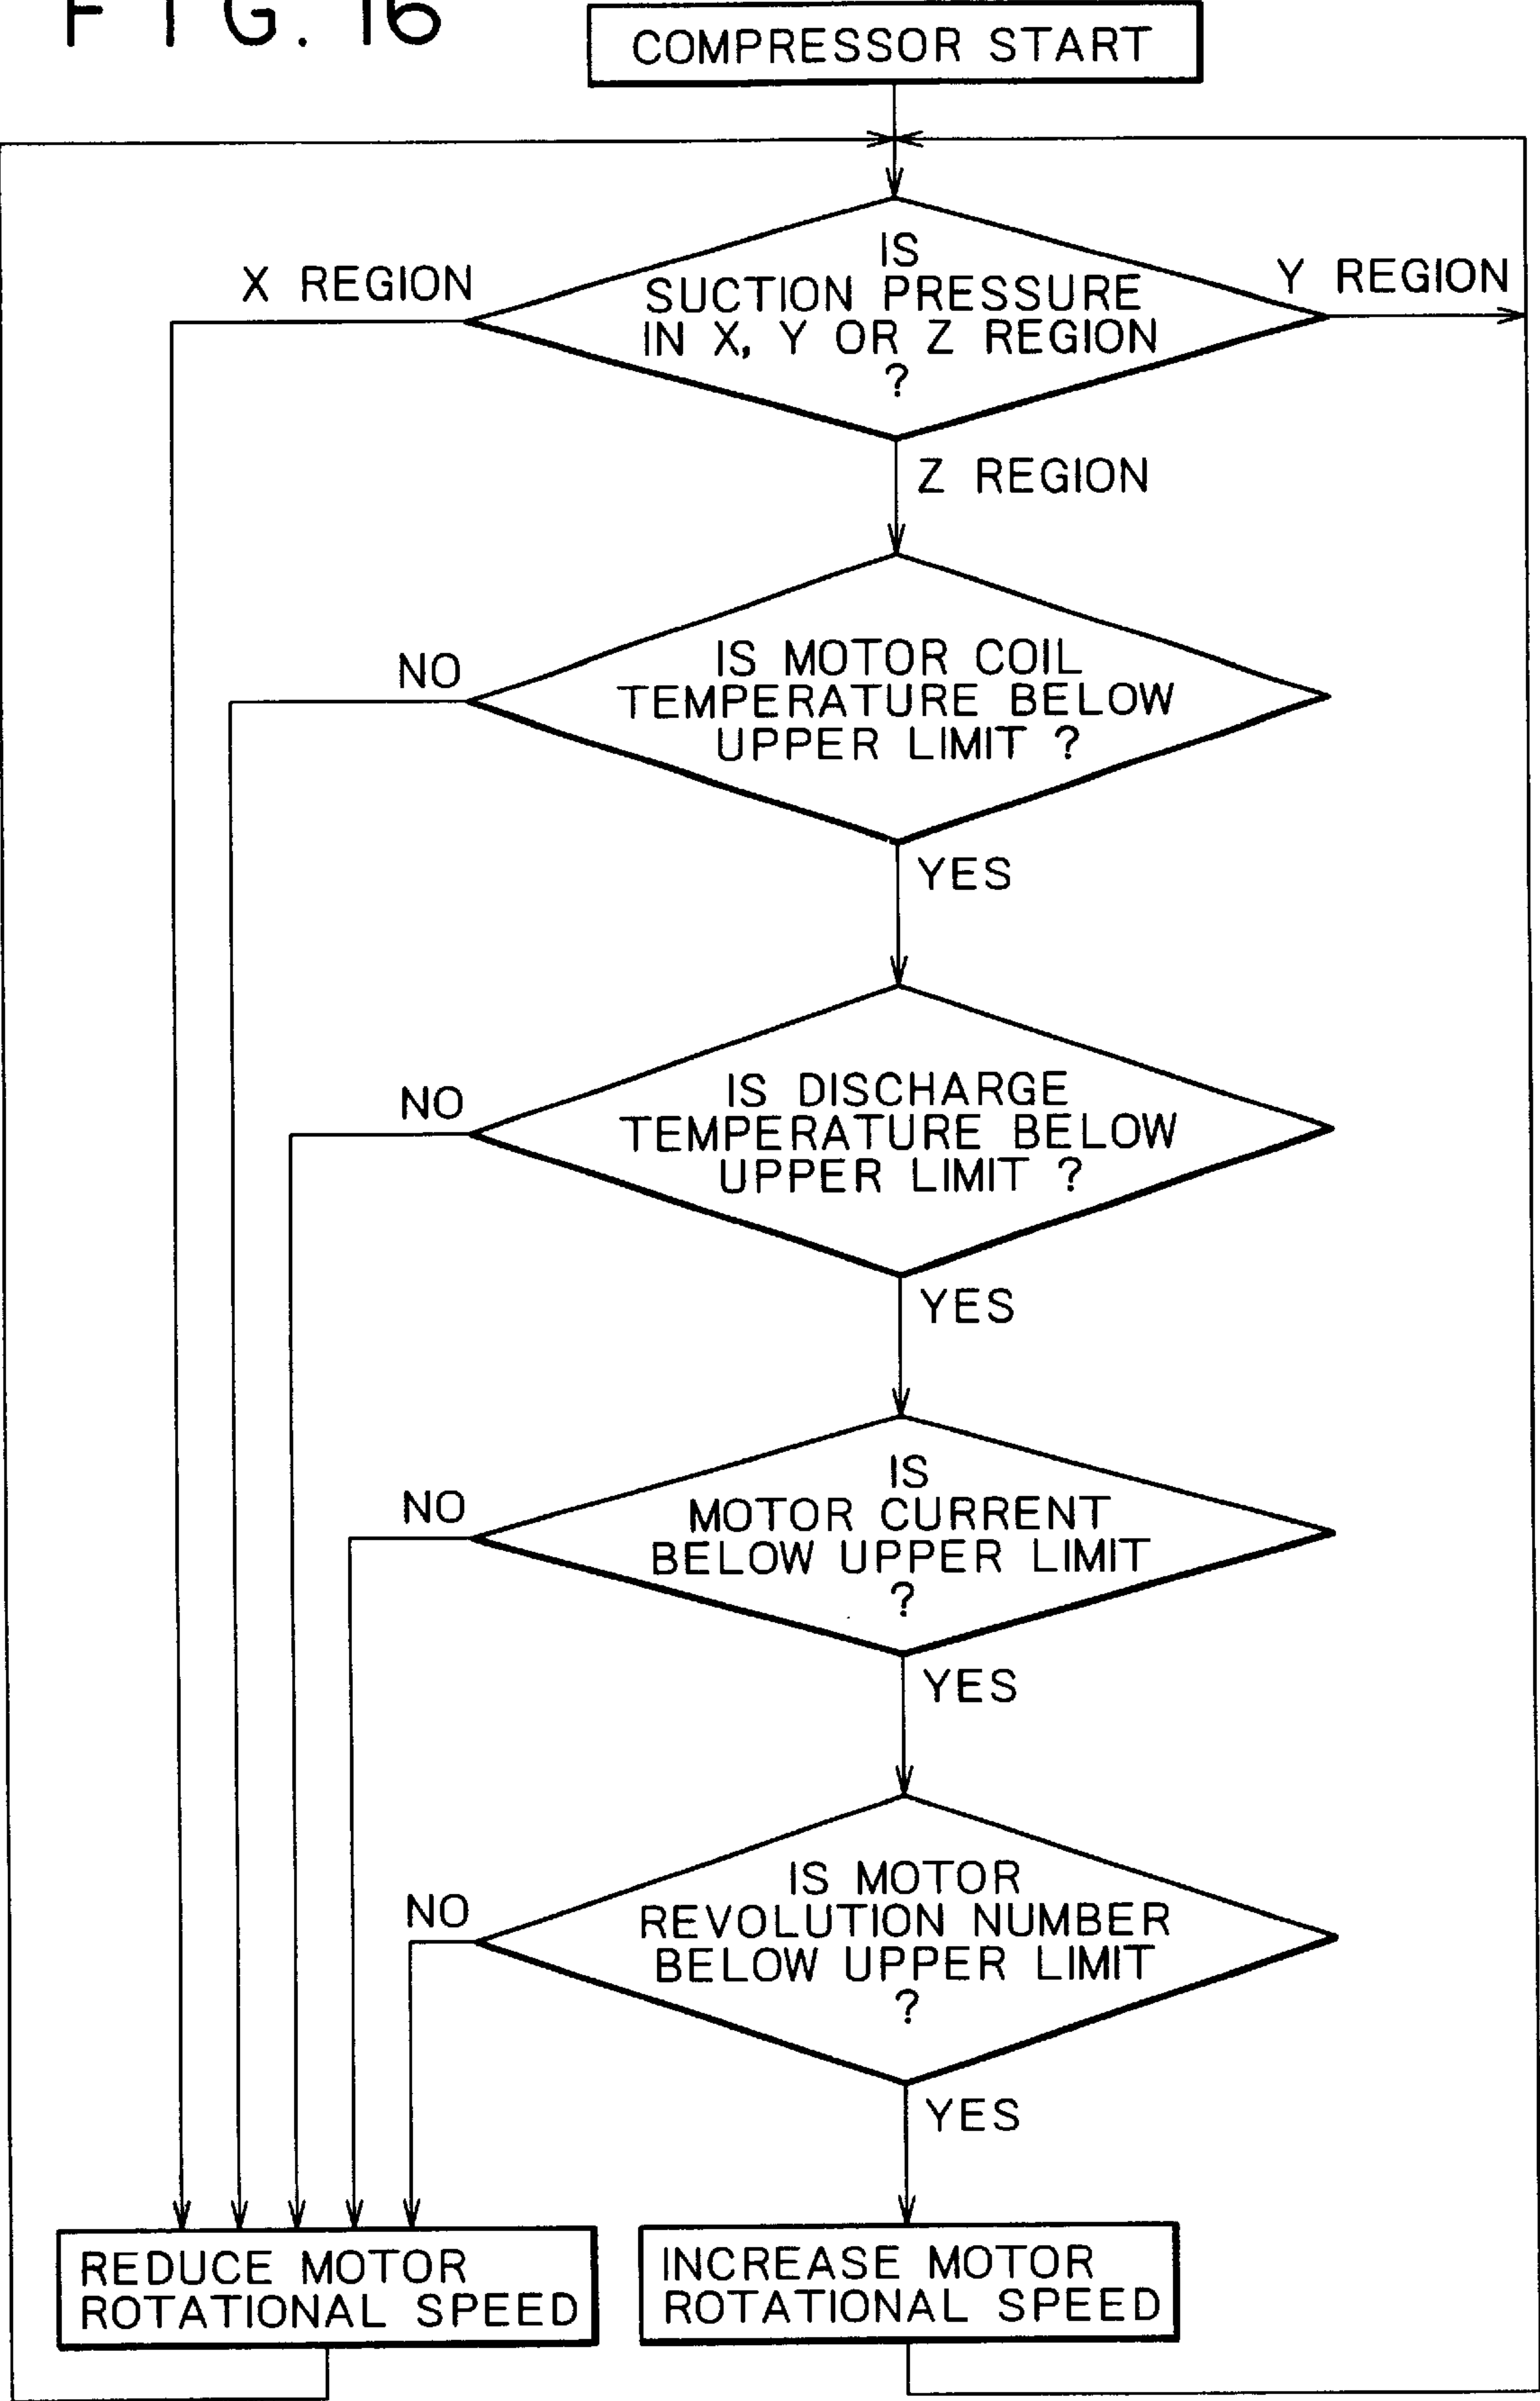 FIG. 16
COMPRESSOR START
IS
SUCTION PRESSURE
IN X, Y OR Z REGION
?
X REGION
Y REGION
Z REGION
IS MOTOR COIL
TEMPERATURE BELOW
UPPER LIMIT ?
NO
YES
IS DISCHARGE
TEMPERATURE BELOW
UPPER LIMIT ?
NO
YES
IS
MOTOR CURRENT
BELOW UPPER LIMIT
?
NO
YES
IS MOTOR
REVOLUTION NUMBER
BELOW UPPER LIMIT
?
NO
YES
REDUCE MOTOR
ROTATIONAL SPEED
INCREASE MOTOR
ROTATIONAL SPEED